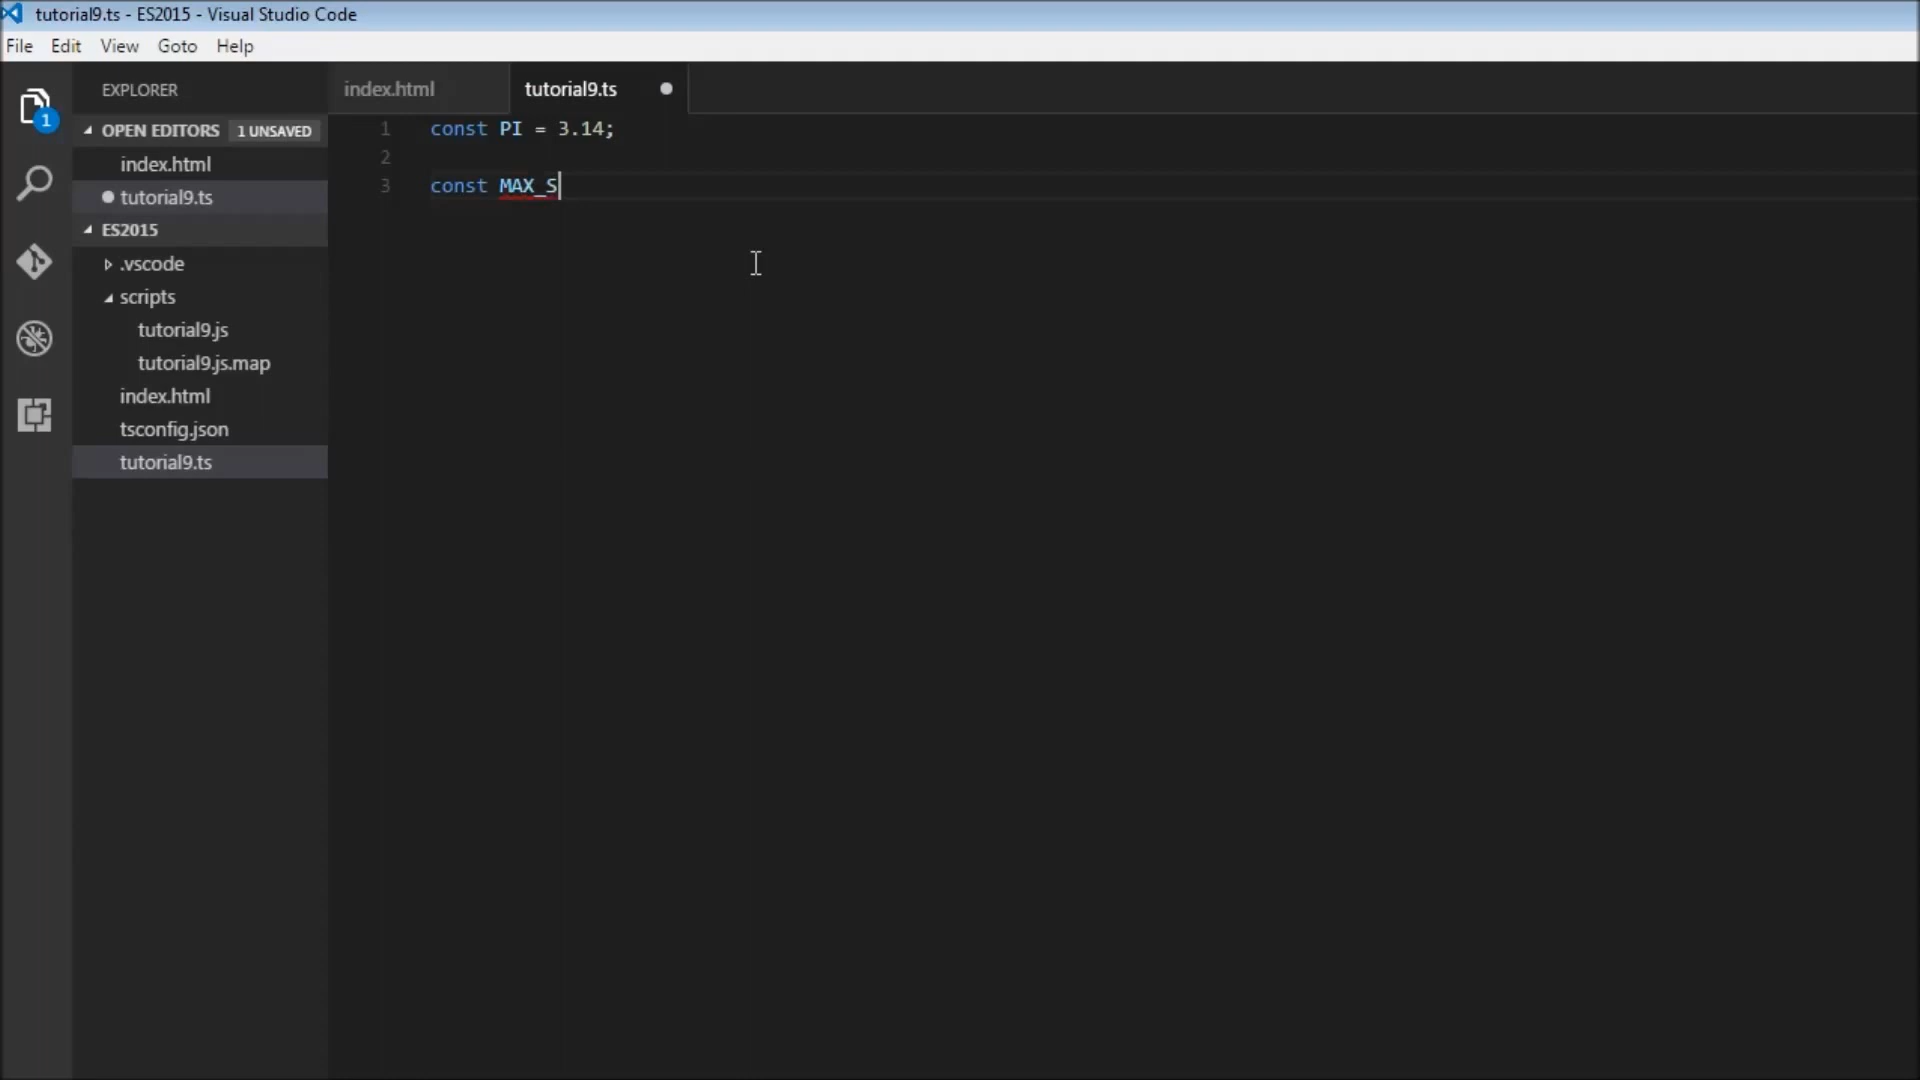 tutorial9.ts - ES2015 - Visual Studio Code
File Edit View Goto Help
1
EXPLORER
OPEN EDITORS 1 UNSAVED
index.html
tutorial9.ts
ES2015
.vscode
scripts
tutorial9.js
tutorial9.js.map
index.html
tsconfig.json
tutorial9.ts
index.html tutorial9.ts
1 const PI = 3.14;
2
3 const MAX_S